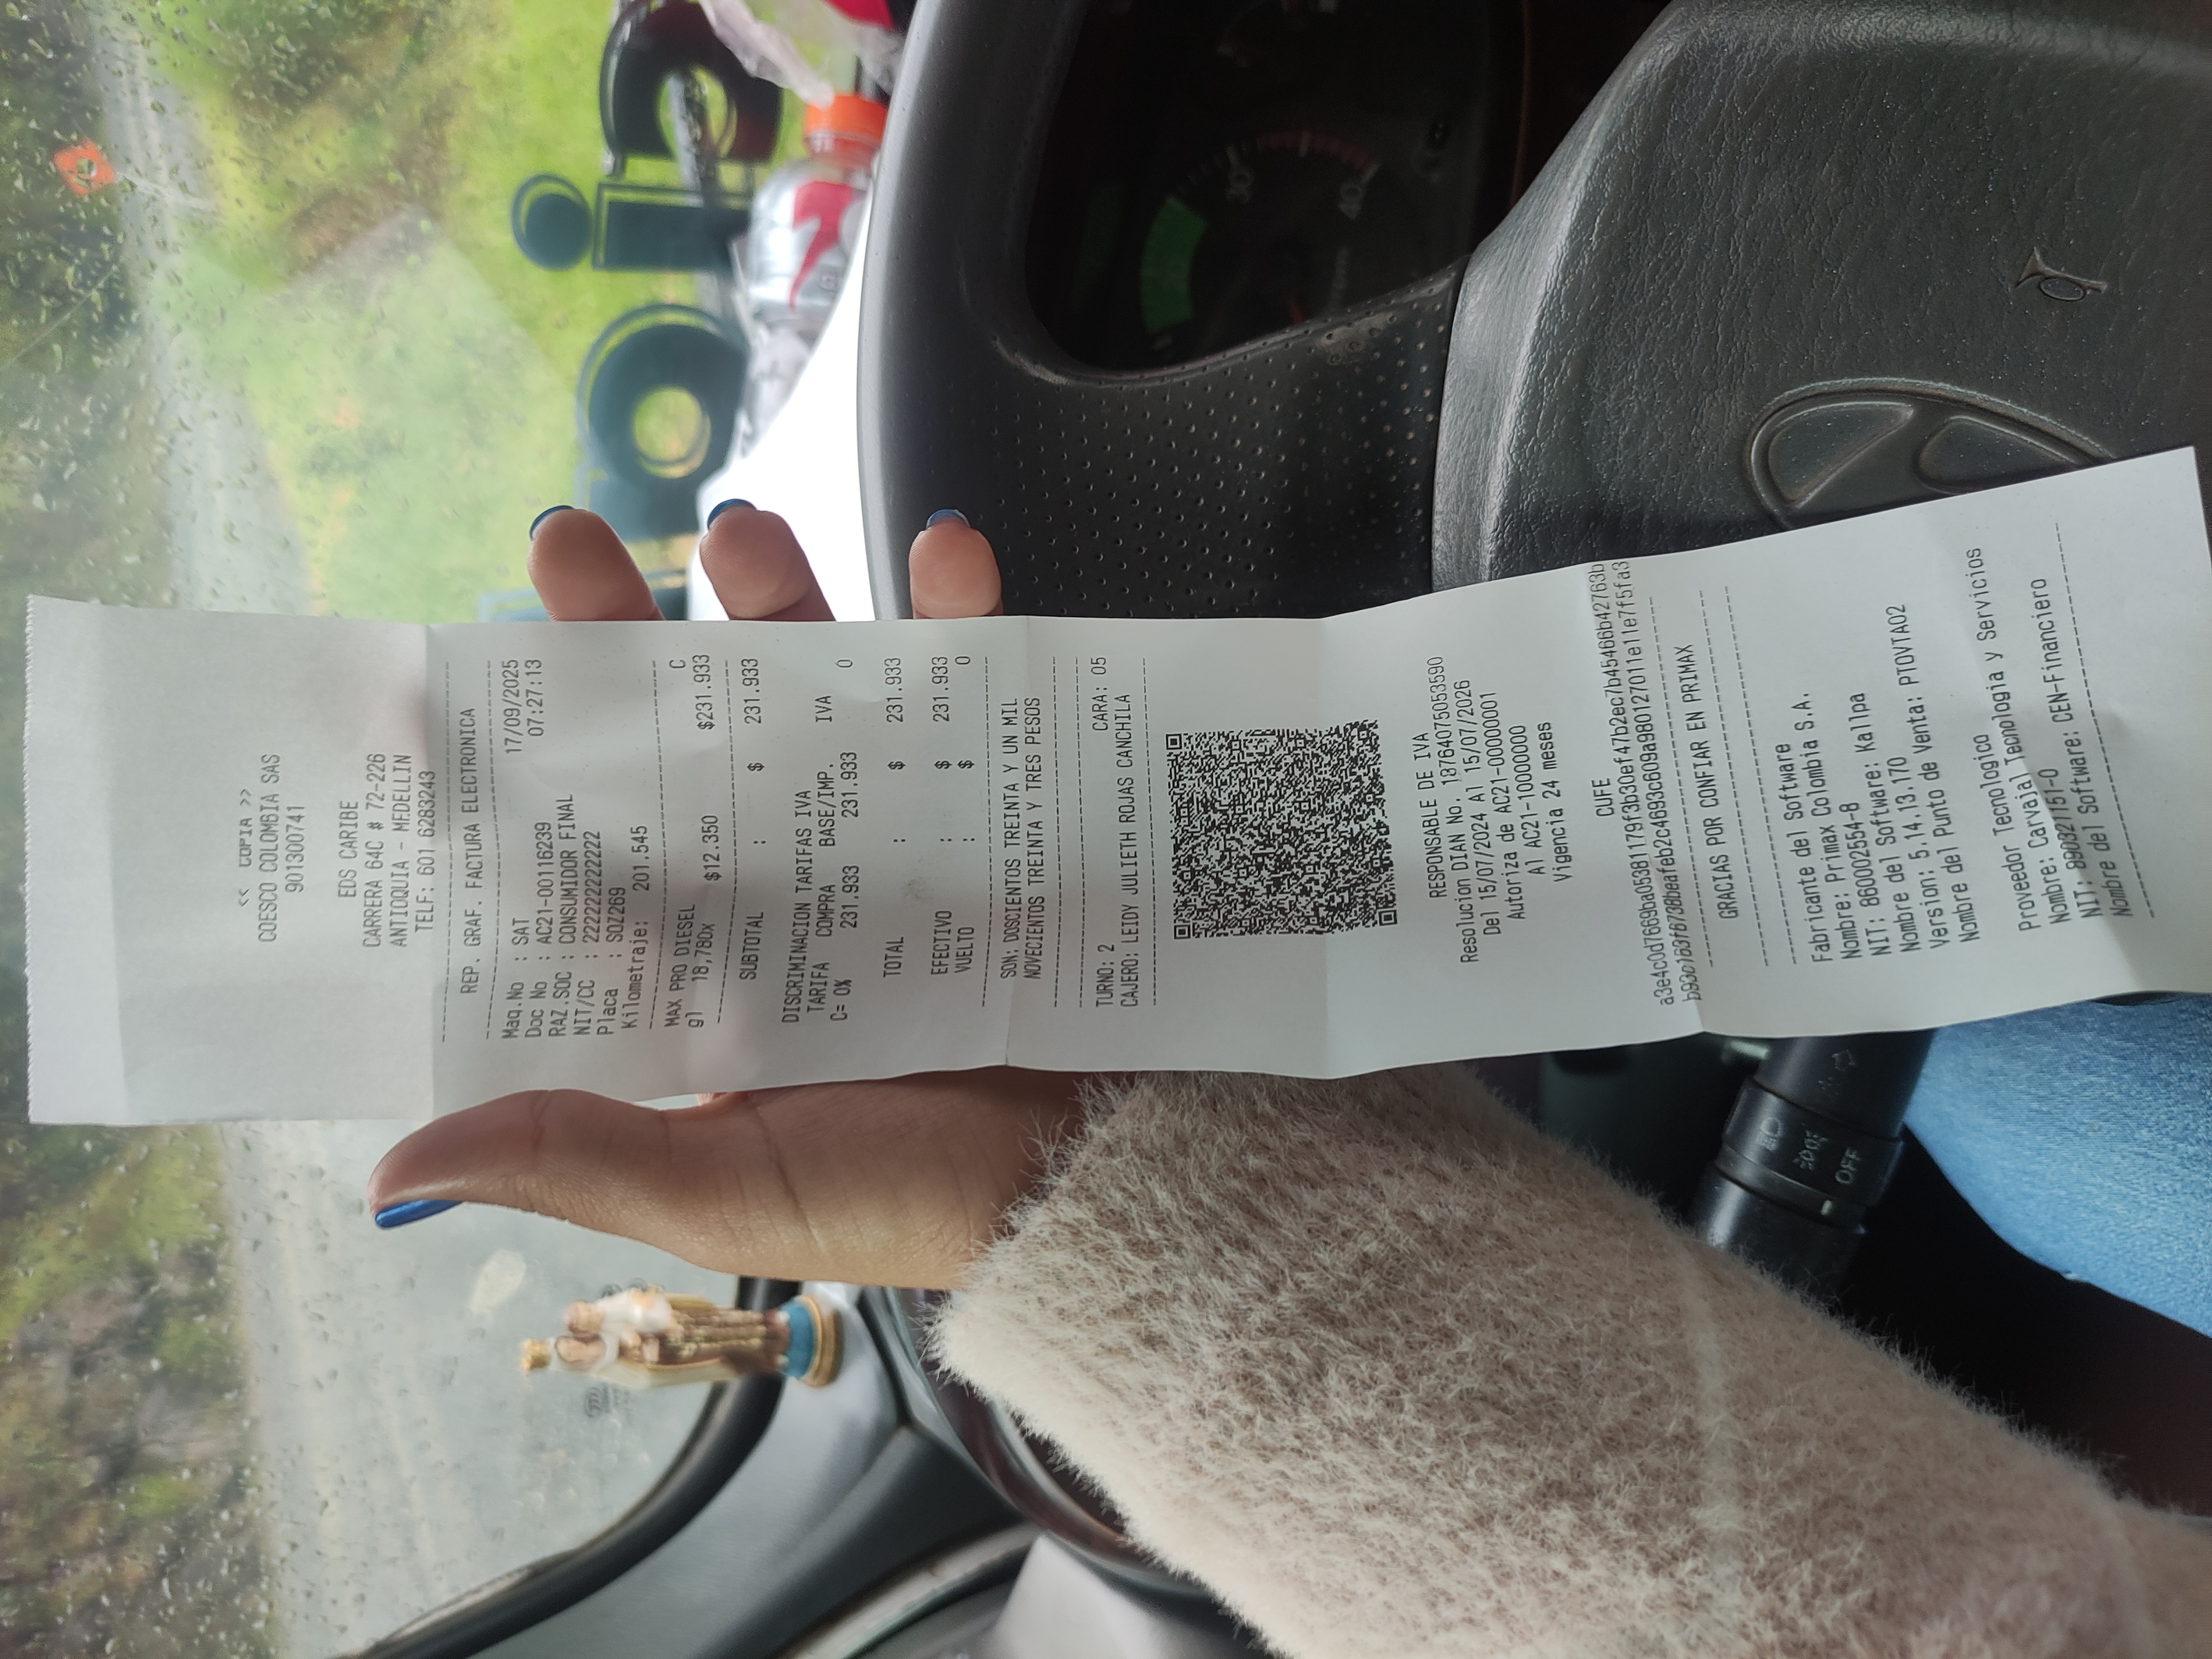 << COPIA >>
COESCO COLOMBIA SAS
901300741
EDS CARIBE
CARRERA 64C # 72-226
ANTIOQUIA - MEDELLIN
TELF: 601 6283243
REP. GRAF. FACTURA ELECTRONICA
Maq.No : SAT 17/09/2025
Doc No : AC21-00116239 07:27:13
RAZ.SOC : CONSUMIDOR FINAL
NIT/CC : 222222222222
Placa : SQZ269
Kilometraje: 201.545
MAX PRO DIESEL C
gl 18,780x $12.350 $231.933
SUBTOTAL : $ 231.933
DISCRIMINACION TARIFAS IVA
TARIFA COMPRA BASE/IMP. IVA
C= 0% 231.933 231.933 0
TOTAL : $ 231.933
EFECTIVO : $ 231.933
VUELTO : $ 0
SON: DOSCIENTOS TREINTA Y UN MIL
NOVECIENTOS TREINTA Y TRES PESOS
TURNO: 2 CARA: 05
CAJERO: LEIDY JULIETH ROJAS CANCHILA
RESPONSABLE DE IVA
Resolucion DIAN No. 18764075053590
Del 15/07/2024 Al 15/07/2026
Autoriza de AC21-00000001
Al AC21-10000000
Vigencia 24 meses
CUFE
GRACIAS POR CONFIAR EN PRIMAX
Fabricante del Software
Nombre: Primax Colombia S.A.
NIT: 860002554-8
Nombre del Software: Kallpa
Version: 5.14.13.170
Nombre del Punto de Venta: PTOVTA02
Proveedor Tecnologico
Nombre: Carvajal Tecnologia y Servicios
NIT: 890321151-0
Nombre del Software: CEN-Financiero
30
40
OFF